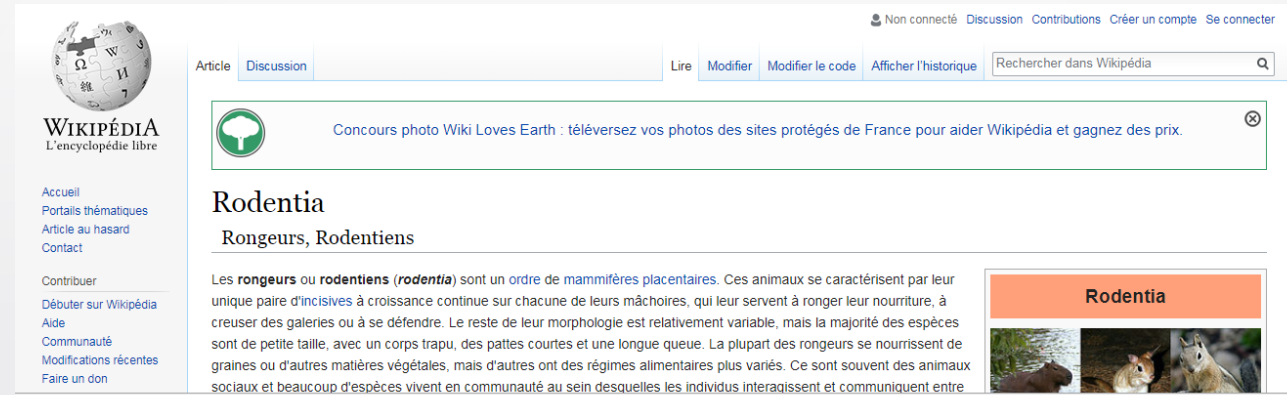 Non connecté Discussion Contributions Créer un compte Se connecter
Article Discussion Lire Modifier Modifier le code Afficher l'historique Rechercher dans Wikipédia
WIKIPÉDIA
L'encyclopédie libre
Concours photo Wiki Loves Earth : téléversez vos photos des sites protégés de France pour aider Wikipédia et gagnez des prix.
Accueil
Portails thématiques
Article au hasard
Contact
Contribuer
Débuter sur Wikipédia
Aide
Communauté
Modifications récentes
Faire un don
Rodentia
Rongeurs, Rodentiens
Les rongeurs ou rodentiens (rodentia) sont un ordre de mammifères placentaires. Ces animaux se caractérisent par leur
unique paire d'incisives à croissance continue sur chacune de leurs mâchoires, qui leur servent à ronger leur nourriture, à
creuser des galeries ou à se défendre. Le reste de leur morphologie est relativement variable, mais la majorité des espèces
sont de petite taille, avec un corps trapu, des pattes courtes et une longue queue. La plupart des rongeurs se nourrissent de
graines ou d'autres matières végétales, mais d'autres ont des régimes alimentaires plus variés. Ce sont souvent des animaux
sociaux et beaucoup d'espèces vivent en communauté au sein desquelles les individus interagissent et communiquent entre
Rodentia